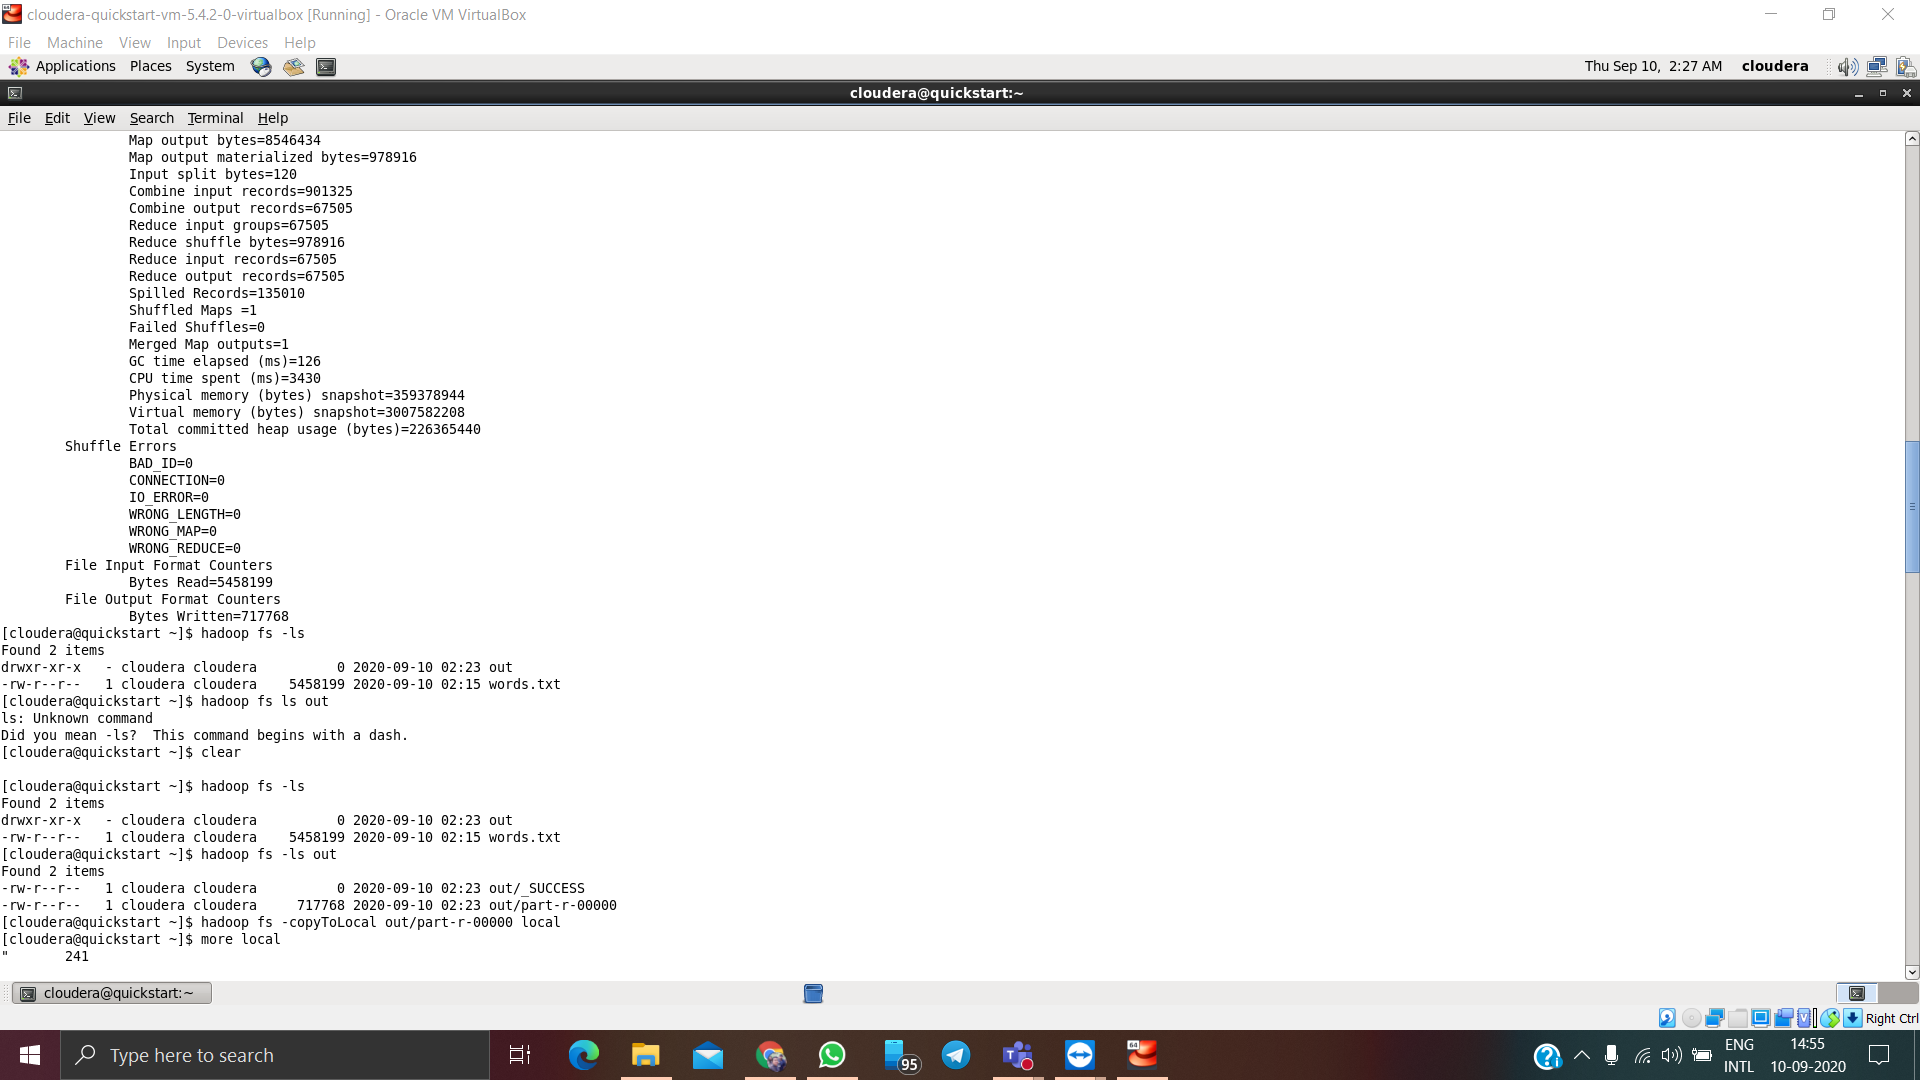 cloudera-quickstart-vm-5.4.2-0-virtualbox [Running] - Oracle VM VirtualBox
File Machine View Input Devices Help
Applications Places System Thu Sep 10, 2:27 AM cloudera
cloudera@quickstart:~
File Edit View Search Terminal Help
Map output bytes=8546434
Map output materialized bytes=978916
Input split bytes=120
Combine input records=901325
Combine output records=67505
Reduce input groups=67505
Reduce shuffle bytes=978916
Reduce input records=67505
Reduce output records=67505
Spilled Records=135010
Shuffled Maps =1
Failed Shuffles=0
Merged Map outputs=1
GC time elapsed (ms)=126
CPU time spent (ms)=3430
Physical memory (bytes) snapshot=359378944
Virtual memory (bytes) snapshot=3007582208
Total committed heap usage (bytes)=226365440
Shuffle Errors
BAD_ID=0
CONNECTION=0
IO_ERROR=0
WRONG_LENGTH=0
WRONG_MAP=0
WRONG_REDUCE=0
File Input Format Counters
Bytes Read=5458199
File Output Format Counters
Bytes Written=717768
[cloudera@quickstart ~]$ hadoop fs -ls
Found 2 items
drwxr-xr-x   - cloudera cloudera          0 2020-09-10 02:23 out
-rw-r--r--   1 cloudera cloudera    5458199 2020-09-10 02:15 words.txt
[cloudera@quickstart ~]$ hadoop fs ls out
ls: Unknown command
Did you mean -ls?  This command begins with a dash.
[cloudera@quickstart ~]$ clear
[cloudera@quickstart ~]$ hadoop fs -ls
Found 2 items
drwxr-xr-x   - cloudera cloudera          0 2020-09-10 02:23 out
-rw-r--r--   1 cloudera cloudera    5458199 2020-09-10 02:15 words.txt
[cloudera@quickstart ~]$ hadoop fs -ls out
Found 2 items
-rw-r--r--   1 cloudera cloudera          0 2020-09-10 02:23 out/_SUCCESS
-rw-r--r--   1 cloudera cloudera     717768 2020-09-10 02:23 out/part-r-00000
[cloudera@quickstart ~]$ hadoop fs -copyToLocal out/part-r-00000 local
[cloudera@quickstart ~]$ more local
"       241
cloudera@quickstart:~
Right Ctrl
Type here to search 95 64 ENG 14:55
INTL 10-09-2020